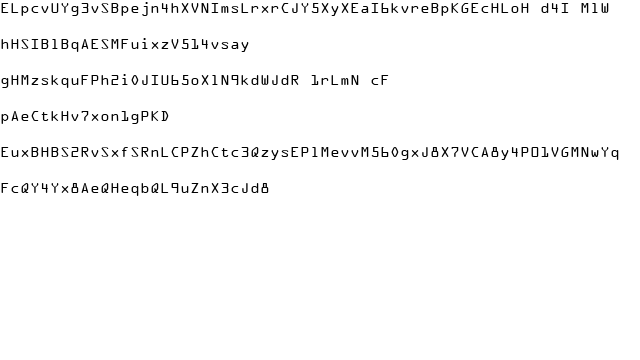 ELpcvUYg3vSBpejn4hXVNImsLrxrCJY5XyXEaI6kvreBpKGEcHLoH d4I M1W
hHSIB1BqAESMFuixzV514vsay
gHMzskquFPh2i0JIU65oX1N9kdWJdR 1rLmN cF
pAeCtkHv7xon1gPKD
EuxBHBS2RvSxfSRnLCPZhCtc3QzysEP1MevvM560gxJ8X7VCA8y4PO1VGMNwYq
FcQY4Yx8AeQHeqbQL9uZnX3cJd8